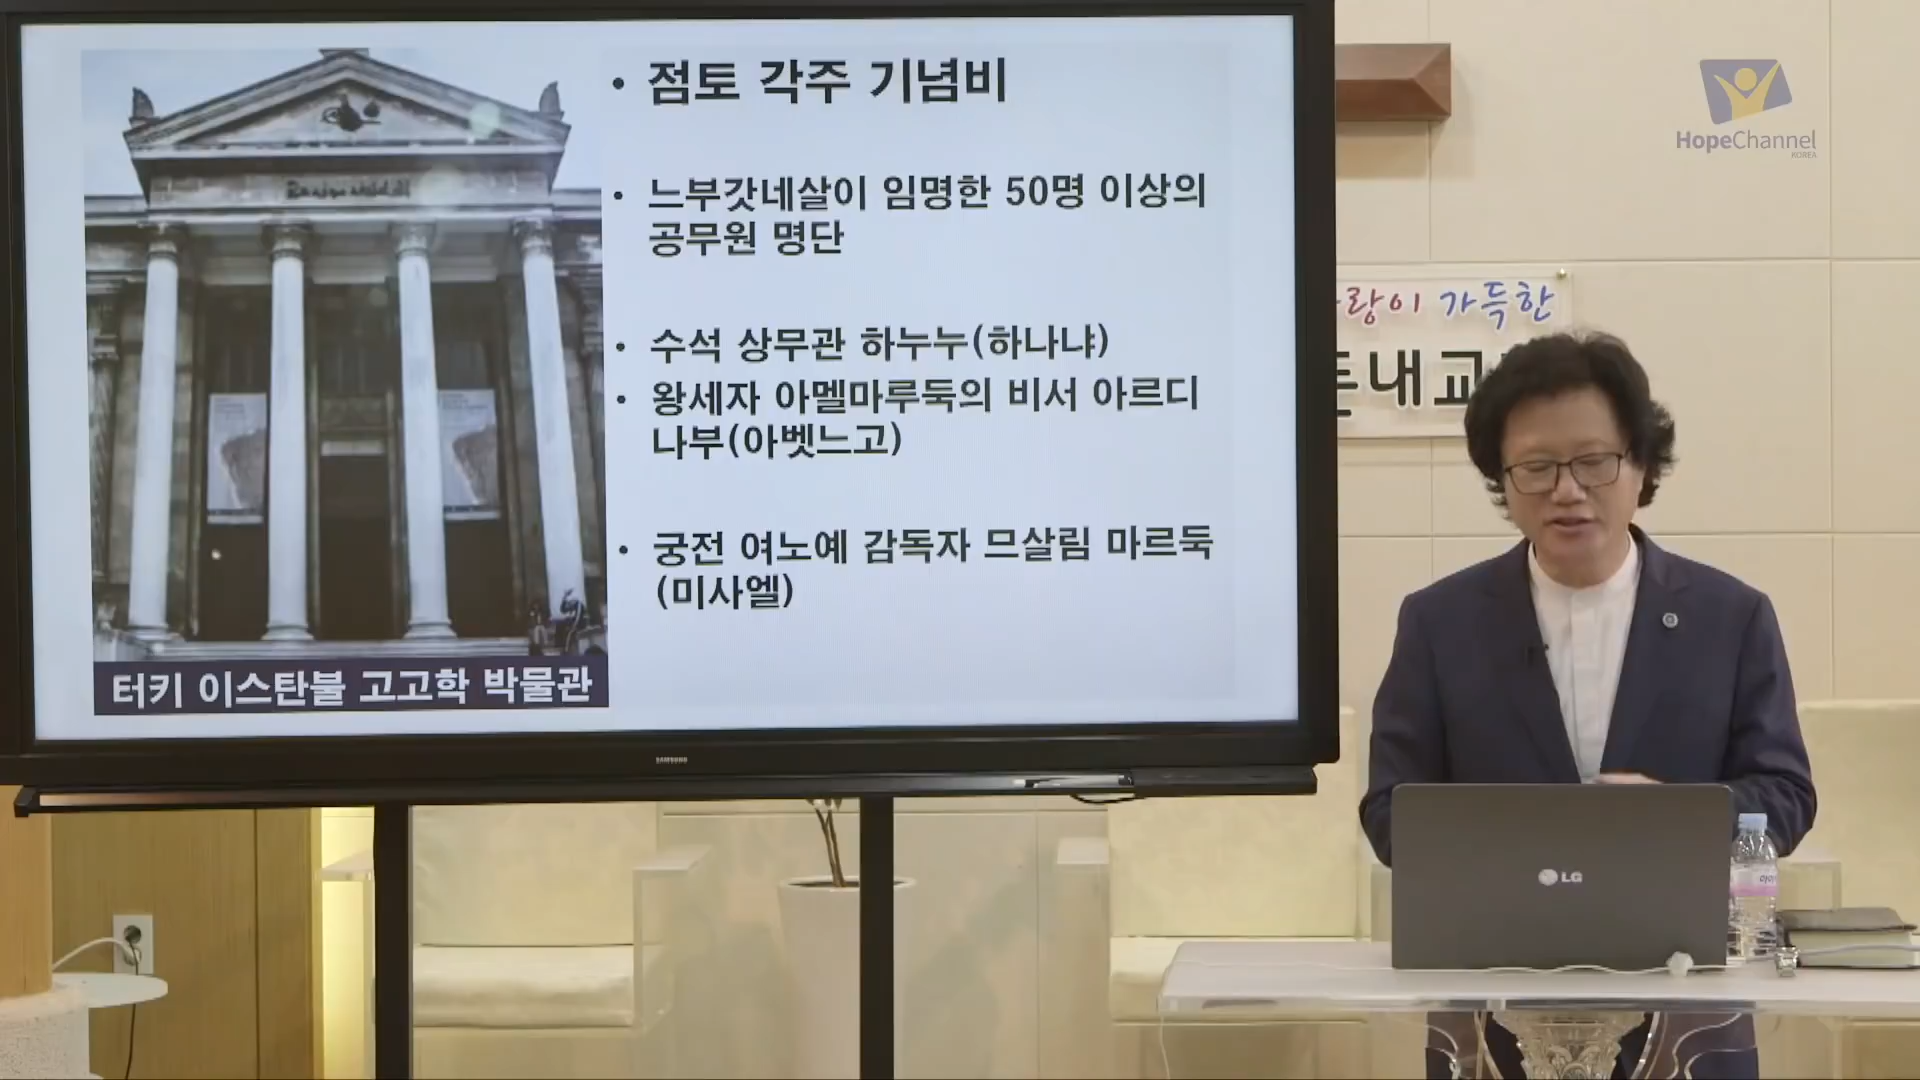 • 점토 각주 기념비
• 느부갓네살이 임명한 50명 이상의
공무원 명단
• 수석 상무관 하누누(하나냐)
• 왕세자 아멜마루둑의 비서 아르디
나부(아벳느고)
• 궁전 여노예 감독자 므살림 마르둑
(미사엘)
터키 이스탄불 고고학 박물관
SAMSUNG
HopeChannel
KOREA
가득한
LG